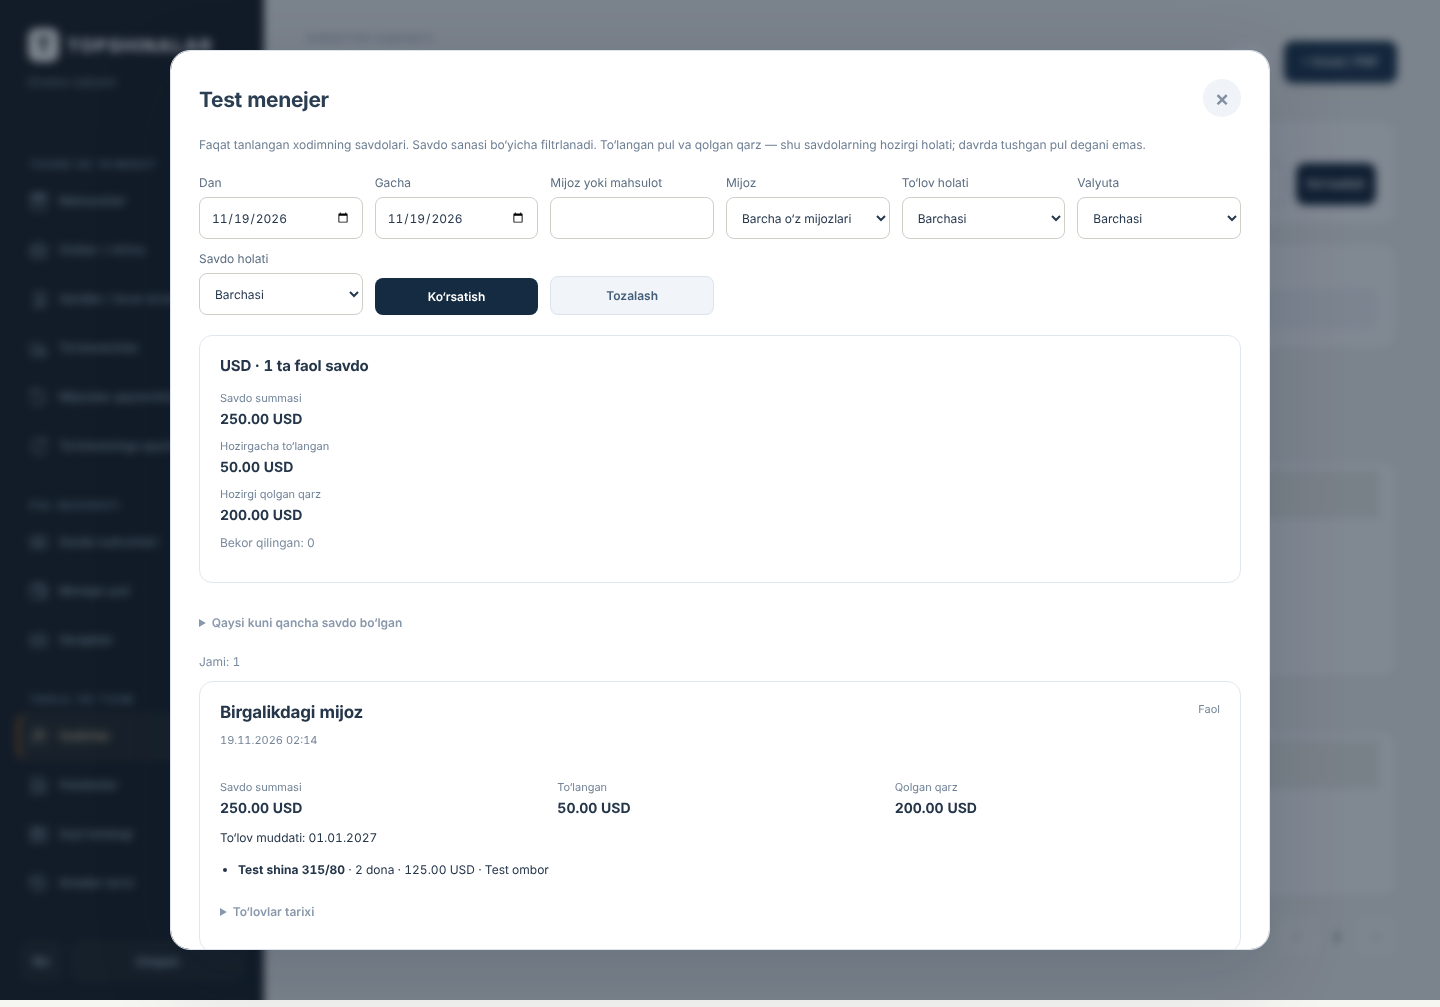 TOPSHINALAR
Test menejer
×
Faqat tanlangan xodimning savdolari. Savdo sanasi bo‘yicha filtrlanadi. To‘langan pul va qolgan qarz — shu savdolarning hozirgi holati; davrda tushgan pul degani emas.
Dan Gacha Mijoz yoki mahsulot Mijoz To‘lov holati Valyuta
11/19/2026 11/19/2026 Barcha o‘z mijozlari Barchasi Barchasi
Savdo holati
Barchasi Ko‘rsatish Tozalash
USD · 1 ta faol savdo
Savdo summasi
250.00 USD
Hozirgacha to‘langan
50.00 USD
Hozirgi qolgan qarz
200.00 USD
Bekor qilingan: 0
Qaysi kuni qancha savdo bo‘lgan
Jami: 1
Birgalikdagi mijoz Faol
19.11.2026 02:14
Savdo summasi To‘langan Qolgan qarz
250.00 USD 50.00 USD 200.00 USD
To‘lov muddati: 01.01.2027
• Test shina 315/80 · 2 dona · 125.00 USD · Test ombor
To‘lovlar tarixi